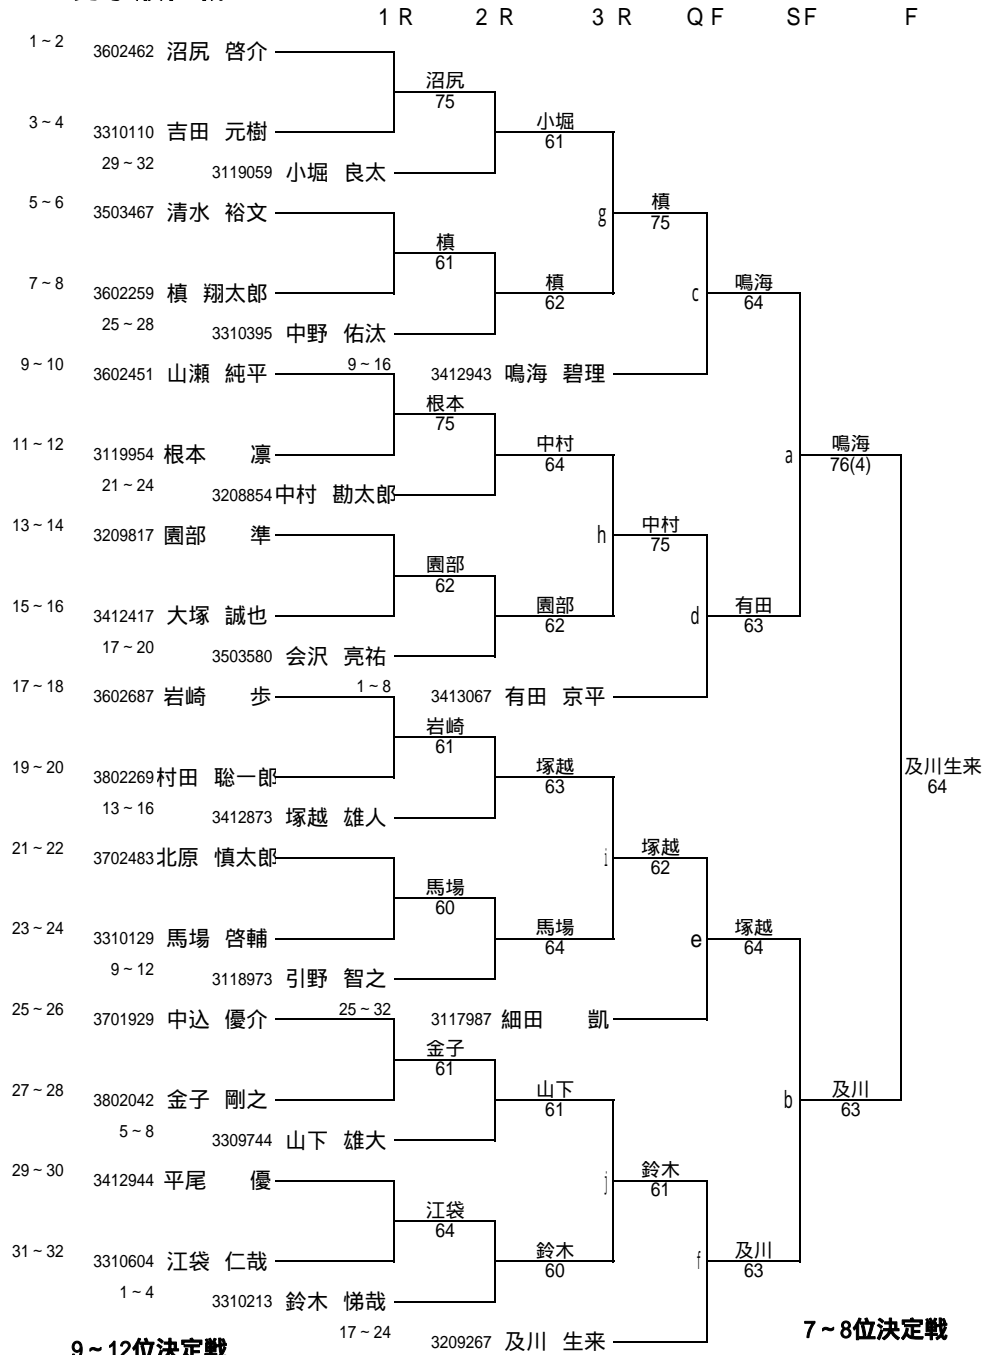 1 R 2 R 3 R Q F S F F
1 ~ 2 3602462 沼尻 啓介
沼尻
75
3 ~ 4 3310110 吉田 元樹 小堀
61
29 ~ 32 3119059 小堀 良太
5 ~ 6 3503467 清水 裕文 g 槙
75
槙
61
7 ~ 8 3602259 槙 翔太郎 槙 c 鳴海
62 64
25 ~ 28 3310395 中野 佑汰
9 ~ 10 3602451 山瀬 純平 9 ~ 16 3412943 鳴海 碧理
根本
75
11 ~ 12 3119954 根本 凛 中村 a 鳴海
64 76(4)
21 ~ 24 3208854 中村 勘太郎
13 ~ 14 3209817 園部 準 h 中村
75
園部
62
15 ~ 16 3412417 大塚 誠也 園部 d 有田
62 63
17 ~ 20 3503580 会沢 亮祐
17 ~ 18 3602687 岩崎 歩 1 ~ 8 3413067 有田 京平
岩崎
61
19 ~ 20 3802269 村田 聡一郎 塚越 及川生来
63 64
13 ~ 16 3412873 塚越 雄人
21 ~ 22 3702483 北原 慎太郎 i 塚越
62
馬場
60
23 ~ 24 3310129 馬場 啓輔 馬場 e 塚越
64 64
9 ~ 12 3118973 引野 智之
25 ~ 26 3701929 中込 優介 25 ~ 32 3117987 細田 凱
金子
61
27 ~ 28 3802042 金子 剛之 山下 b 及川
61 63
5 ~ 8 3309744 山下 雄大
29 ~ 30 3412944 平尾 優 j 鈴木
61
江袋
64
31 ~ 32 3310604 江袋 仁哉 鈴木 f 及川
60 63
1 ~ 4 3310213 鈴木 悌哉
17 ~ 24 3209267 及川 生来
7 ~ 8位決定戦
9 ~ 12位決定戦